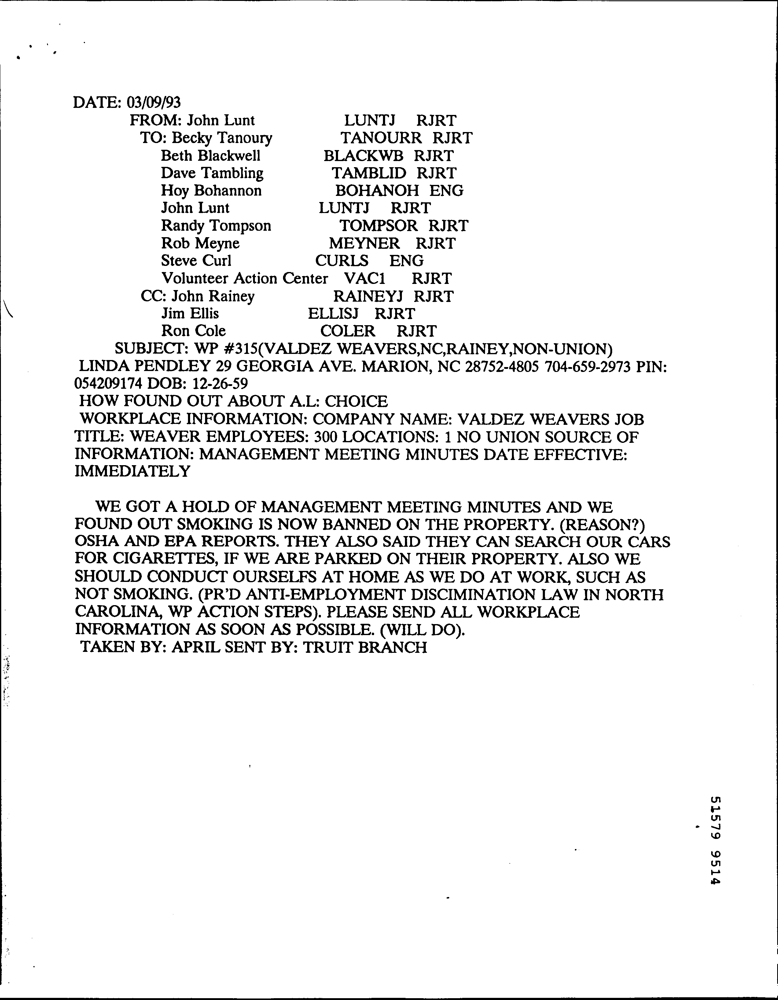 DATE: 03/09/93
FROM: John Lunt LUNTJ RJRT
TO: Becky Tanoury TANOURR RJRT
Beth Blackwell BLACKWB RJRT
Dave Tambling TAMBLID RJRT
Hoy Bohannon BOHANOH ENG
John Lunt LUNTJ RJRT
Randy Tompson TOMPSOR RJRT
Rob Meyne MEYNER RJRT
Steve Curl CURLS ENG
Volunteer Action Center VAC1 RJRT
CC: John Rainey RAINEYJ RJRT
Jim Ellis ELLISJ RJRT
Ron Cole COLER RJRT
SUBJECT: WP #315(VALDEZ WEAVERS,NC,RAINEY,NON-UNION)
LINDA PENDLEY 29 GEORGIA AVE. MARION, NC 28752-4805 704-659-2973 PIN:
054209174 DOB: 12-26-59
HOW FOUND OUT ABOUT A.L: CHOICE
WORKPLACE INFORMATION: COMPANY NAME: VALDEZ WEAVERS JOB
TITLE: WEAVER EMPLOYEES: 300 LOCATIONS: 1 NO UNION SOURCE OF
INFORMATION: MANAGEMENT MEETING MINUTES DATE EFFECTIVE:
IMMEDIATELY
WE GOT A HOLD OF MANAGEMENT MEETING MINUTES AND WE
FOUND OUT SMOKING IS NOW BANNED ON THE PROPERTY. (REASON?)
OSHA AND EPA REPORTS. THEY ALSO SAID THEY CAN SEARCH OUR CARS
FOR CIGARETTES, IF WE ARE PARKED ON THEIR PROPERTY. ALSO WE
SHOULD CONDUCT OURSELFS AT HOME AS WE DO AT WORK, SUCH AS
NOT SMOKING. (PR'D ANTI-EMPLOYMENT DISCIMINATION LAW IN NORTH
CAROLINA, WP ACTION STEPS). PLEASE SEND ALL WORKPLACE
INFORMATION AS SOON AS POSSIBLE. (WILL DO).
TAKEN BY: APRIL SENT BY: TRUIT BRANCH
51579 9514